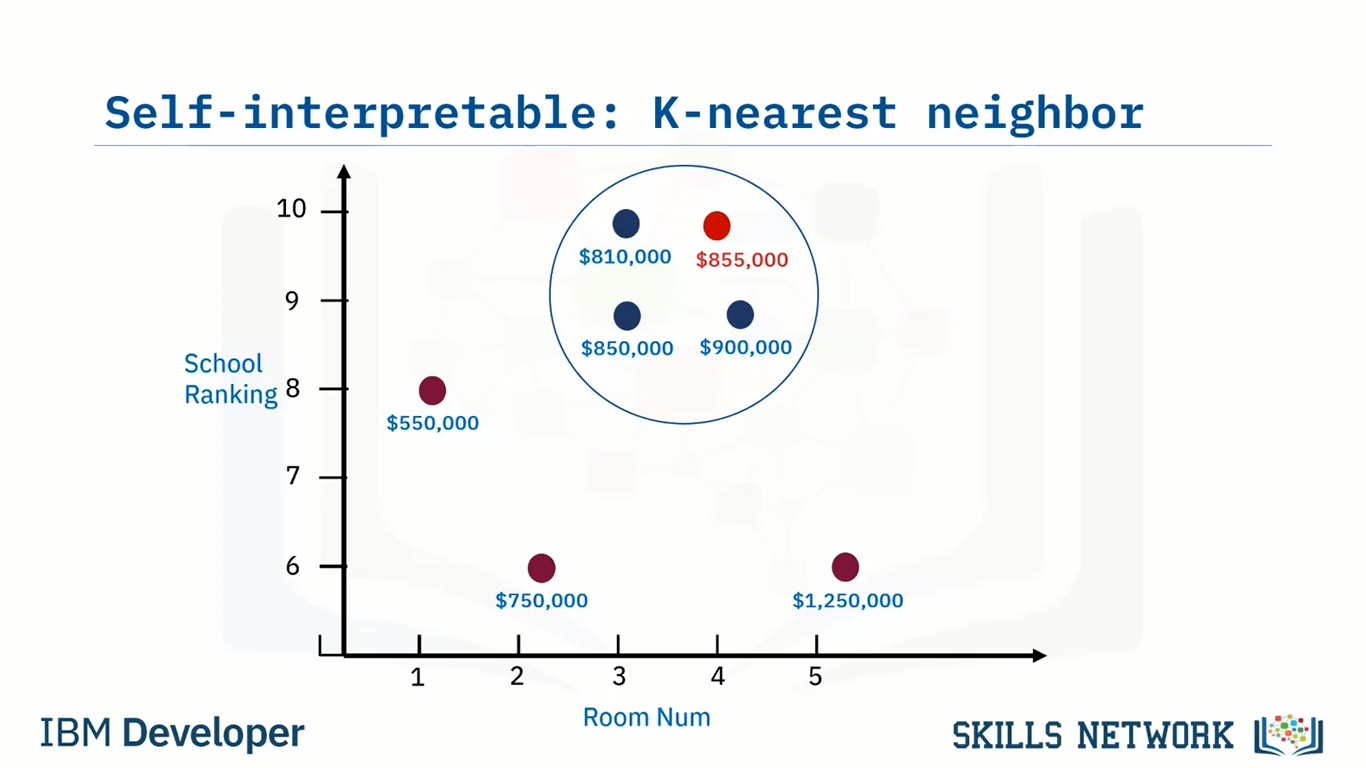 Self-interpretable: K-nearest neighbor
10
$810,000
$855,000
9
$850,000
$900,000
School
Ranking
8
$550,000
7
6
$750,000
$1,250,000
1
2
3
4
5
Room Num
IBM Developer
SKILLS NETWORK